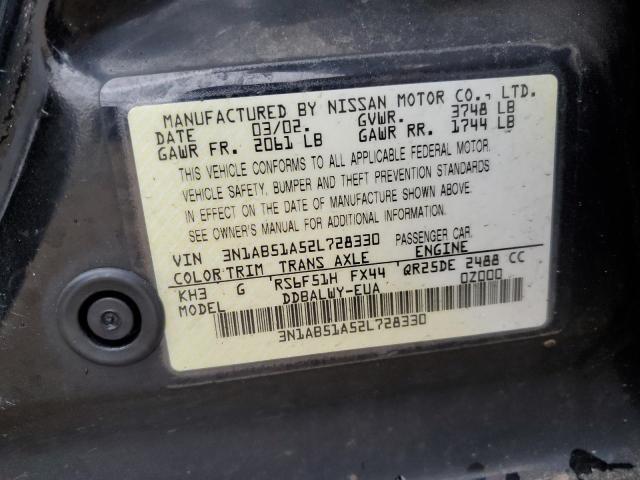 MANUFACTURED BY NISSAN MOTOR CO., LTD.
DATE 03/02. GVWR. 3748 LB
GAWR FR. 2061 LB GAWR RR. 1744 LB
THIS VEHICLE CONFORMS TO ALL APPLICABLE FEDERAL MOTOR
VEHICLE SAFETY, BUMPER AND THEFT PREVENTION STANDARDS
IN EFFECT ON THE DATE OF MANUFACTURE SHOWN ABOVE.
SEE OWNER'S MANUAL FOR ADDITIONAL INFORMATION.
VIN 3N1AB51A52L728330 PASSENGER CAR.
COLOR TRIM TRANS AXLE ENGINE
KH3 G RS6F51H FX44 QR25DE 2488 CC
MODEL DDBALWY-EUA 0Z000
3N1AB51A52L728330